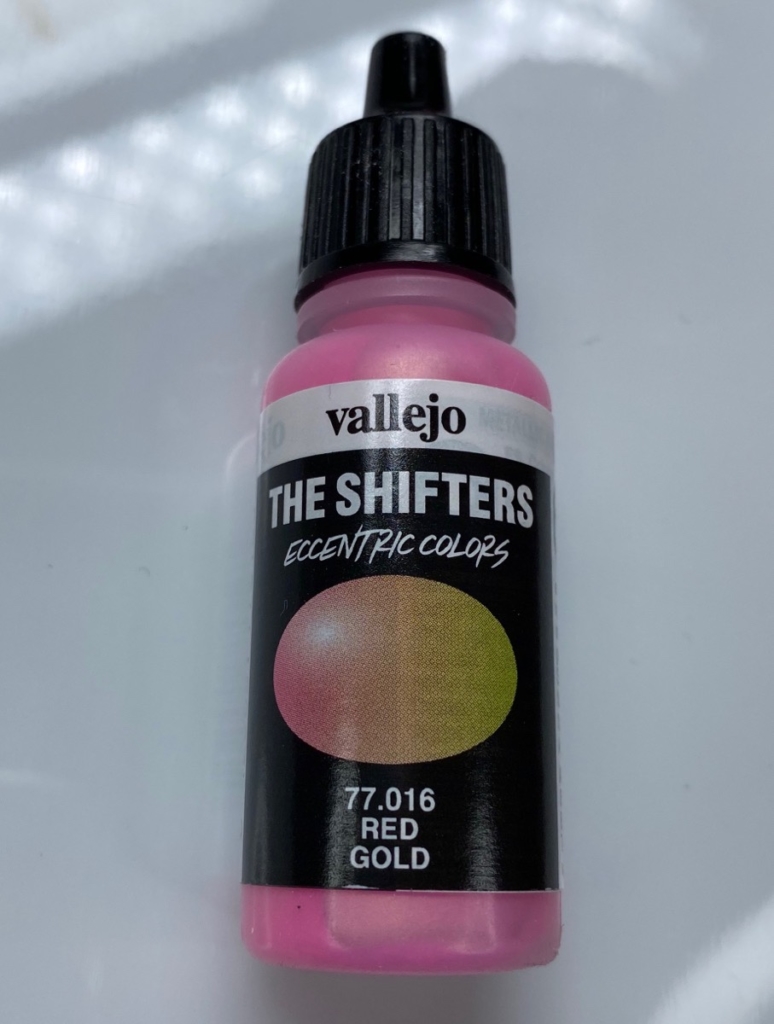 vallejo
THE SHIFTERS
ECCENTRIC COLORS
77.016
RED
GOLD